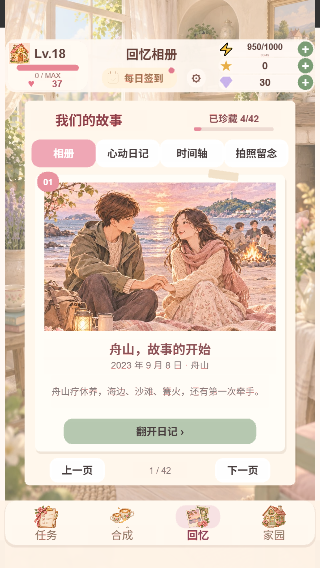 Lv.18
0 / MAX
♥ 37
回忆相册
每日签到
950/1000
0
30
我们的故事
已珍藏 4/42
相册
心动日记
时间轴
拍照留念
01
舟山，故事的开始
2023 年 9 月 8 日 · 舟山
舟山疗休养，海边、沙滩、篝火，还有第一次牵手。
翻开日记 ›
上一页
1 / 42
下一页
任务
合成
回忆
家园